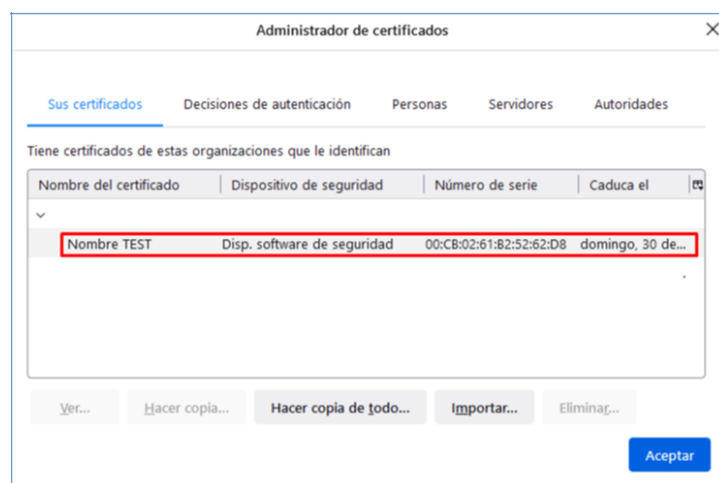 Administrador de certificados
Sus certificados Decisiones de autenticación Personas Servidores Autoridades
Tiene certificados de estas organizaciones que le identifican
Nombre del certificado Dispositivo de seguridad Número de serie Caduca el
Nombre TEST Disp. software de seguridad 00:CB:02:61:B2:52:62:D8 domingo, 30 de...
Ver... Hacer copia... Hacer copia de todo... Importar... Eliminar...
Aceptar